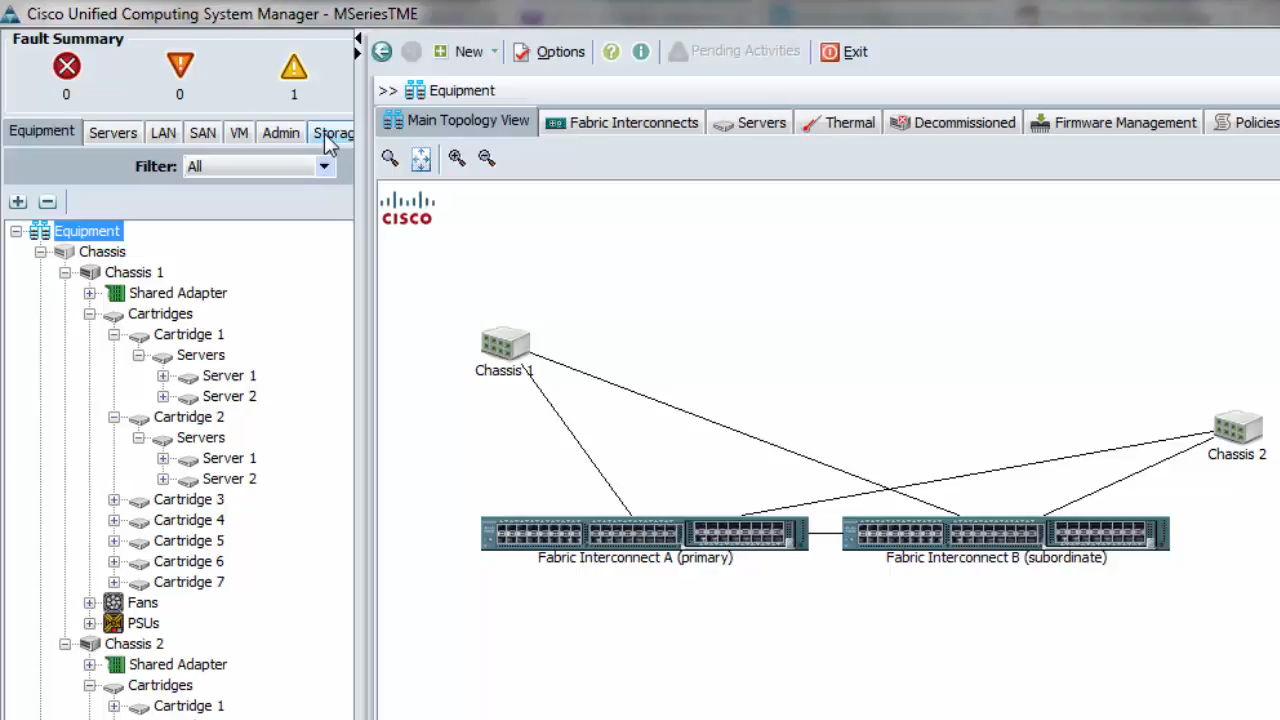 Cisco Unified Computing System Manager - MSeriesTME
Fault Summary
0 0 1
New Options Pending Activities Exit
>> Equipment
Equipment Servers LAN SAN VM Admin Storag
Main Topology View Fabric Interconnects Servers Thermal Decommissioned Firmware Management Policies
Filter: All
CISCO
Equipment
Chassis
Chassis 1
Shared Adapter
Cartridges
Cartridge 1
Servers
Server 1
Server 2
Cartridge 2
Servers
Server 1
Server 2
Cartridge 3
Cartridge 4
Cartridge 5
Cartridge 6
Cartridge 7
Fans
PSUs
Chassis 2
Shared Adapter
Cartridges
Cartridge 1
Chassis 1
Chassis 2
Fabric Interconnect A (primary)
Fabric Interconnect B (subordinate)